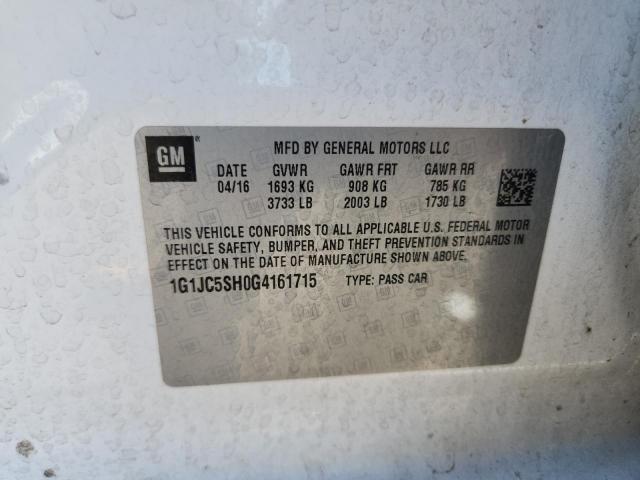 GM ®
MFD BY GENERAL MOTORS LLC
DATE GVWR GAWR FRT GAWR RR
04/16 1693 KG 908 KG 785 KG
3733 LB 2003 LB 1730 LB
THIS VEHICLE CONFORMS TO ALL APPLICABLE U.S. FEDERAL MOTOR
VEHICLE SAFETY, BUMPER, AND THEFT PREVENTION STANDARDS IN
EFFECT ON THE DATE OF MANUFACTURE SHOWN ABOVE.
1G1JC5SH0G4161715 TYPE: PASS CAR